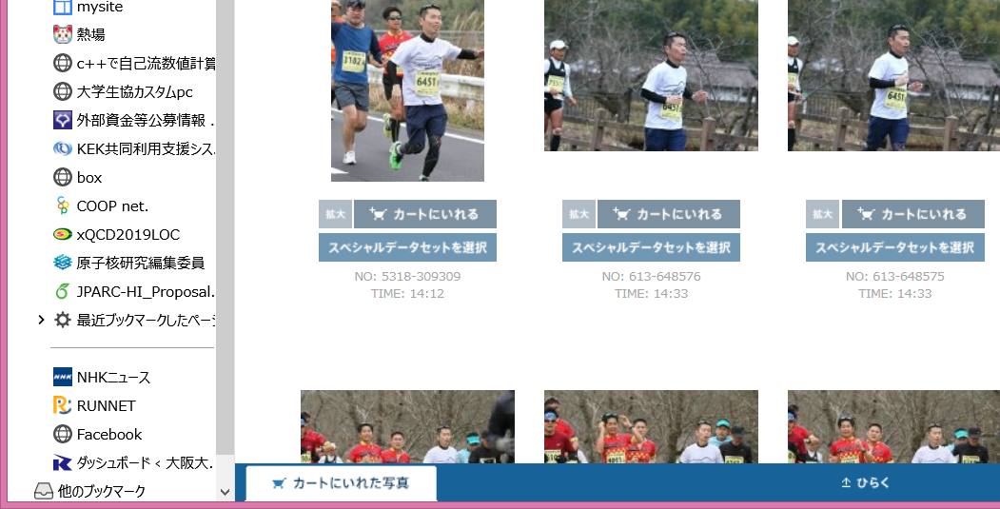 mysite
熱場
c++で自己流数値計算
大学生協カスタムpc
外部資金等公募情報 .
KEK共同利用支援シス.
box
COOP net.
xQCD2019LOC
原子核研究編集委員
JPARC-HI_Proposal.
最近ブックマークしたペー
NHKニュース
RUNNET
Facebook
ダッシュボード < 大阪大.
他のブックマーク
3102
6451
6451
6451
拡大 カートにいれる
拡大 カートにいれる
拡大 カートにいれる
スペシャルデータセットを選択
スペシャルデータセットを選択
スペシャルデータセットを選択
NO: 5318-309309
TIME: 14:12
NO: 613-648576
TIME: 14:33
NO: 613-648575
TIME: 14:33
カートにいれた写真
ひらく